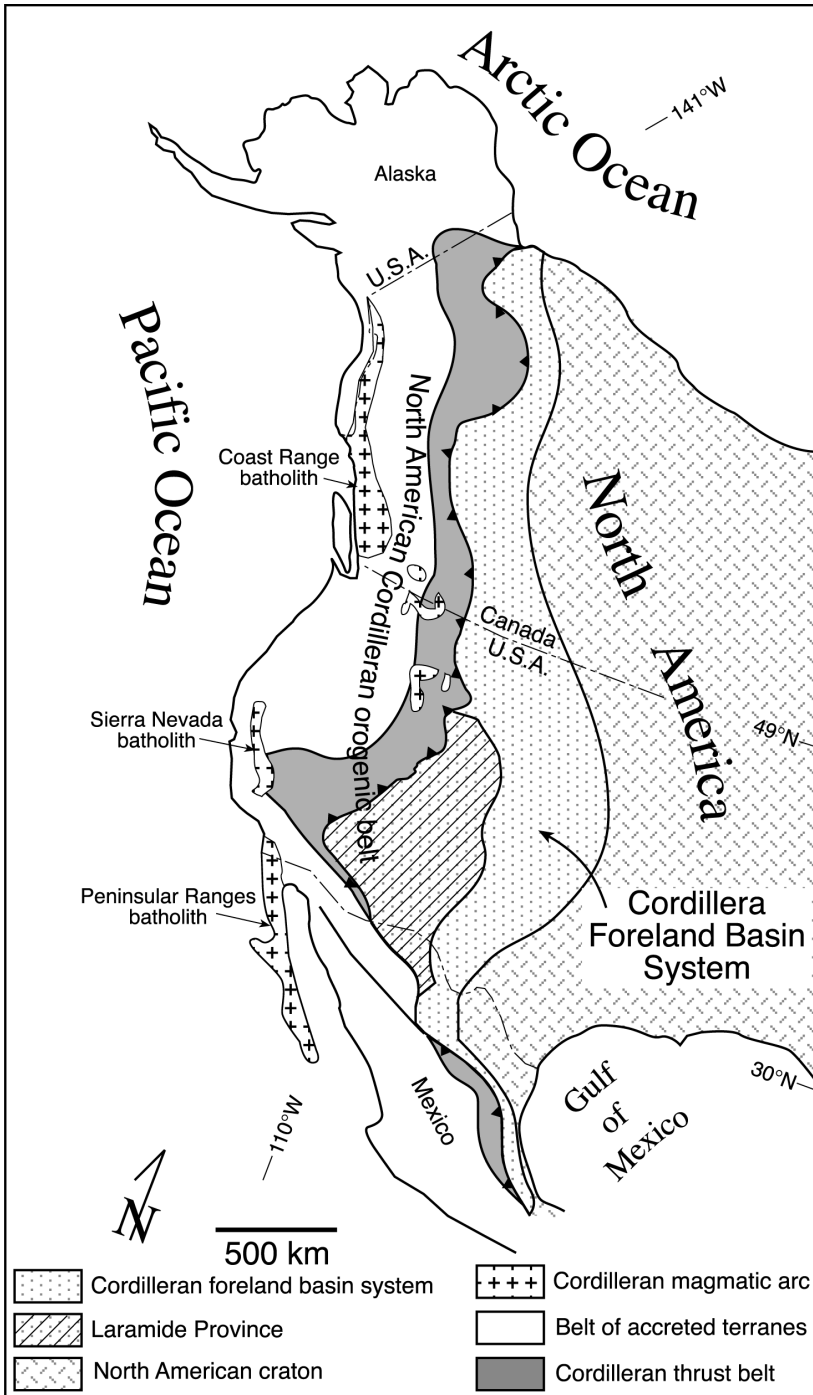 Arctic Ocean
141°W
Alaska
U.S.A.
Pacific Ocean
North American Cordilleran orogenic belt
Coast Range
batholith
North America
Canada
U.S.A.
Sierra Nevada
batholith
49°N
Peninsular Ranges
batholith
Cordillera
Foreland Basin
System
30°N
Gulf
of
Mexico
Mexico
110°W
N
500 km
Cordilleran foreland basin system
Laramide Province
North American craton
Cordilleran magmatic arc
Belt of accreted terranes
Cordilleran thrust belt